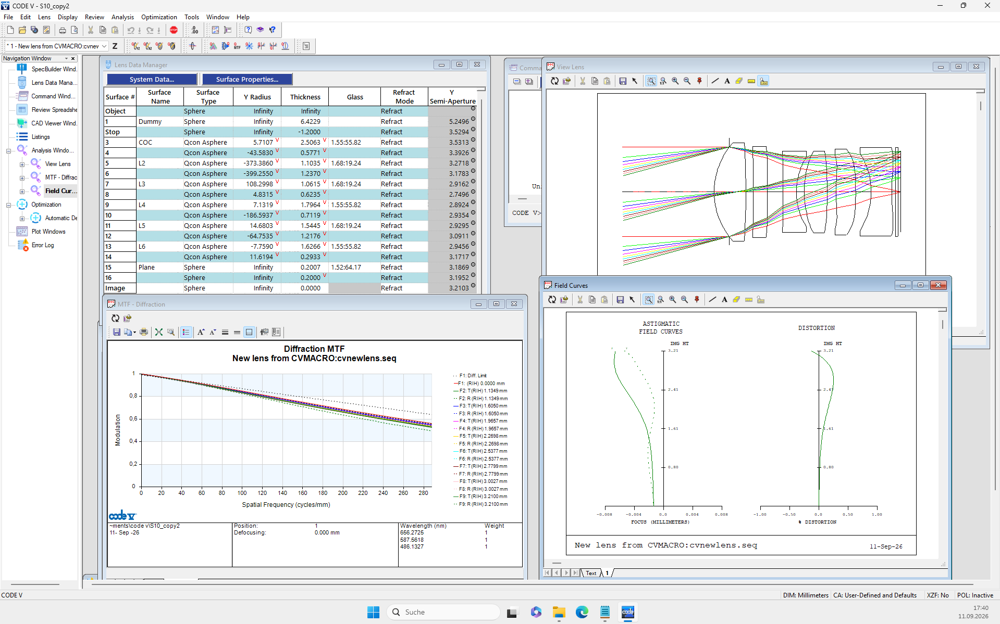 CODE V - S10_copy2
File Edit Lens Display Review Analysis Optimization Tools Window Help
* 1 - New lens from CVMACRO:cvnew
Navigation Window
SpecBuilder Wind.
Lens Data Mana...
Command Wind...
Review Spreadshe
CAD Viewer Wind.
Listings
Analysis Windo...
View Lens
MTF - Diffrac
Field Cur...
Optimization
Automatic De
Plot Windows
Error Log
Lens Data Manager
System Data... Surface Properties...
Surface # Surface Name Surface Type Y Radius Thickness Glass Refract Mode Y Semi-Aperture
Object Sphere Infinity Infinity Refract
1 Dummy Sphere Infinity 6.4229 Refract 5.2496
Stop Sphere Infinity -1.2000 Refract 3.5294
3 COC Qcon Asphere 5.7107 V 2.5063 V 1.55:55.82 Refract 3.5313
4 Qcon Asphere -43.5830 V 0.5771 V Refract 3.3926
5 L2 Qcon Asphere -373.3860 V 1.1035 V 1.68:19.24 Refract 3.2718
6 Qcon Asphere -399.2550 V 1.2370 V Refract 3.1783
7 L3 Qcon Asphere 108.2998 V 1.0615 V 1.68:19.24 Refract 2.9162
8 Qcon Asphere 4.8315 V 0.6235 V Refract 2.7496
9 L4 Qcon Asphere 7.1319 V 1.7964 V 1.55:55.82 Refract 2.8924
10 Qcon Asphere -186.5937 V 0.7119 V Refract 2.9354
11 L5 Qcon Asphere 14.6803 V 1.5445 V 1.68:19.24 Refract 2.9295
12 Qcon Asphere -64.7535 V 1.2176 V Refract 3.0911
13 L6 Qcon Asphere -7.7590 V 1.6266 V 1.55:55.82 Refract 2.9456
14 Qcon Asphere 11.6194 V 0.2933 V Refract 3.1717
15 Plane Sphere Infinity 0.2007 1.52:64.17 Refract 3.1869
16 Sphere Infinity 0.2000 V Refract 3.1952
Image Sphere Infinity 0.0000 Refract 3.2103
Comma
Un
CODE V>
View Lens
MTF - Diffraction
Diffraction MTF
New lens from CVMACRO:cvnewlens.seq
1
0,8
0,6
0,4
0,2
0
Modulation
0 20 40 60 80 100 120 140 160 180 200 220 240 260 280
Spatial Frequency (cycles/mm)
F1: Diff. Limit
F1: (RIH) 0.0000 mm
F2: T (RIH) 1.1349 mm
F2: R (RIH) 1.1349 mm
F3: T (RIH) 1.6050 mm
F3: R (RIH) 1.6050 mm
F4: T (RIH) 1.9657 mm
F4: R (RIH) 1.9657 mm
F5: T (RIH) 2.2698 mm
F5: R (RIH) 2.2698 mm
F6: T (RIH) 2.5377 mm
F6: R (RIH) 2.5377 mm
F7: T (RIH) 2.7799 mm
F7: R (RIH) 2.7799 mm
F8: T (RIH) 3.0027 mm
F8: R (RIH) 3.0027 mm
F9: T (RIH) 3.2100 mm
F9: R (RIH) 3.2100 mm
code V
~ments\code v\S10_copy2
11- Sep -26
Position: 1
Defocusing: 0.000 mm
Wavelength (nm) Weight
656.2725 1
587.5618 1
486.1327 1
Field Curves
ASTIGMATIC
FIELD CURVES
IMG HT
3.21
2.41
1.61
0.80
-0.008 -0.004 0.0 0.004 0.008
FOCUS (MILLIMETERS)
DISTORTION
IMG HT
3.21
2.41
1.61
0.80
-1.00 -0.50 0.0 0.50 1.00
% DISTORTION
New lens from CVMACRO:cvnewlens.seq 11-Sep-26
Text 1
CODE V DIM: Millimeters CA: User-Defined and Defaults XZF: No POL: Inactive
Suche
17:40
11.09.2026